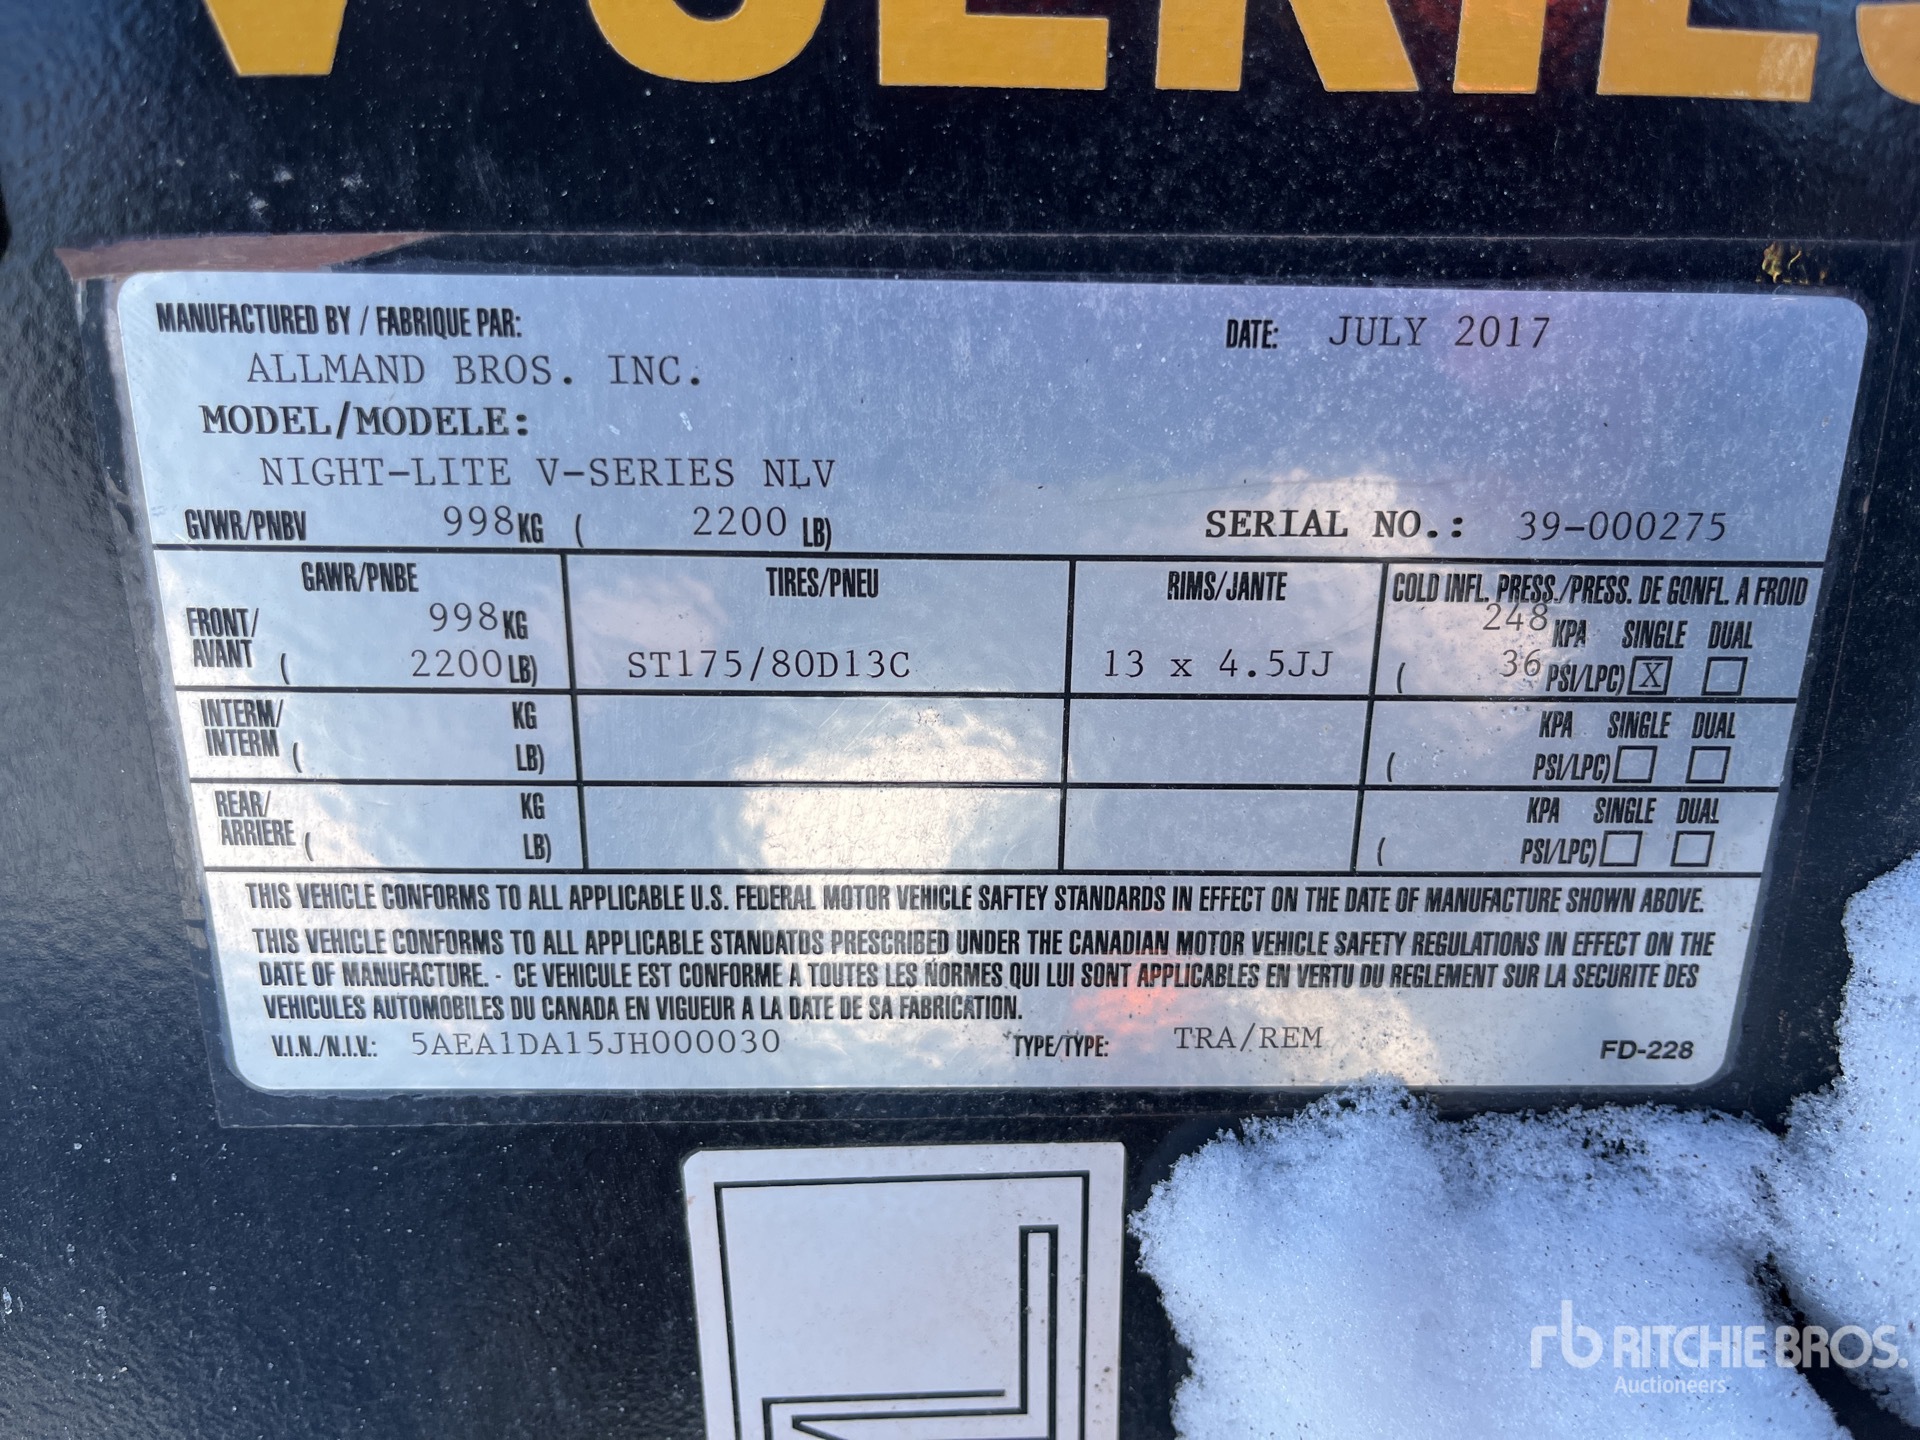 V-SERIES
MANUFACTURED BY / FABRIQUE PAR:
ALLMAND BROS. INC.
DATE: JULY 2017
MODEL/MODELE:
NIGHT-LITE V-SERIES NLV
GVWR/PNBV 998 KG ( 2200 LB)
SERIAL NO.: 39-000275
GAWR/PNBE TIRES/PNEU RIMS/JANTE COLD INFL. PRESS./PRESS. DE GONFL. A FROID
FRONT/ 998 KG 248 KPA SINGLE DUAL
AVANT ( 2200 LB) ST175/80D13C 13 x 4.5JJ ( 36 PSI/LPC) X
INTERM/ KG KPA SINGLE DUAL
INTERM ( LB) ( PSI/LPC)
REAR/ KG KPA SINGLE DUAL
ARRIERE ( LB) ( PSI/LPC)
THIS VEHICLE CONFORMS TO ALL APPLICABLE U.S. FEDERAL MOTOR VEHICLE SAFTEY STANDARDS IN EFFECT ON THE DATE OF MANUFACTURE SHOWN ABOVE.
THIS VEHICLE CONFORMS TO ALL APPLICABLE STANDATDS PRESCRIBED UNDER THE CANADIAN MOTOR VEHICLE SAFETY REGULATIONS IN EFFECT ON THE
DATE OF MANUFACTURE. - CE VEHICULE EST CONFORME A TOUTES LES NORMES QUI LUI SONT APPLICABLES EN VERTU DU REGLEMENT SUR LA SECURITE DES
VEHICULES AUTOMOBILES DU CANADA EN VIGUEUR A LA DATE DE SA FABRICATION.
V.I.N./N.I.V.: 5AEA1DA15JH000030 TYPE/TYPE: TRA/REM FD-228
rb RITCHIE BROS.
Auctioneers